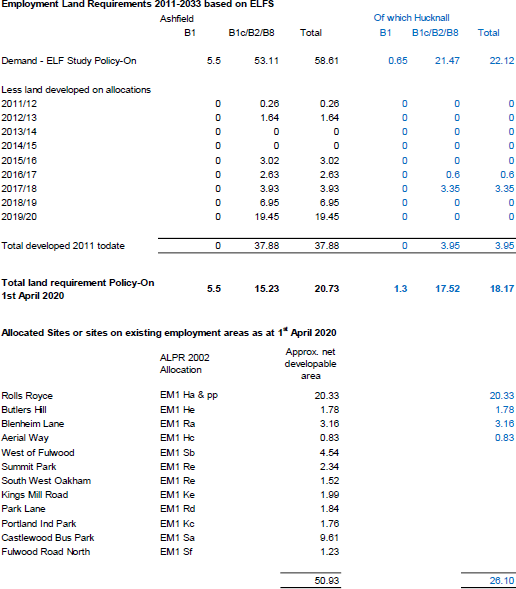 Employment Land Requirements 2011-2033 based on ELFS
Ashfield Of which Hucknall
B1 B1c/B2/B8 Total B1 B1c/B2/B8 Total
Demand - ELF Study Policy-On 5.5 53.11 58.61 0.65 21.47 22.12
Less land developed on allocations
2011/12 0 0.26 0.26 0 0 0
2012/13 0 1.64 1.64 0 0 0
2013/14 0 0 0 0 0 0
2014/15 0 0 0 0 0 0
2015/16 0 3.02 3.02 0 0 0
2016/17 0 2.63 2.63 0 0.6 0.6
2017/18 0 3.93 3.93 0 3.35 3.35
2018/19 0 6.95 6.95 0 0 0
2019/20 0 19.45 19.45 0 0 0
Total developed 2011 todate 0 37.88 37.88 0 3.95 3.95
Total land requirement Policy-On
1st April 2020 5.5 15.23 20.73 1.3 17.52 18.17
Allocated Sites or sites on existing employment areas as at 1st April 2020
ALPR 2002
Allocation
Approx. net
developable
area
Rolls Royce EM1 Ha & pp 20.33 20.33
Butlers Hill EM1 He 1.78 1.78
Blenheim Lane EM1 Ra 3.16 3.16
Aerial Way EM1 Hc 0.83 0.83
West of Fulwood EM1 Sb 4.54
Summit Park EM1 Re 2.34
South West Oakham EM1 Re 1.52
Kings Mill Road EM1 Ke 1.99
Park Lane EM1 Rd 1.84
Portland Ind Park EM1 Kc 1.76
Castlewood Bus Park EM1 Sa 9.61
Fulwood Road North EM1 Sf 1.23
50.93 26.10